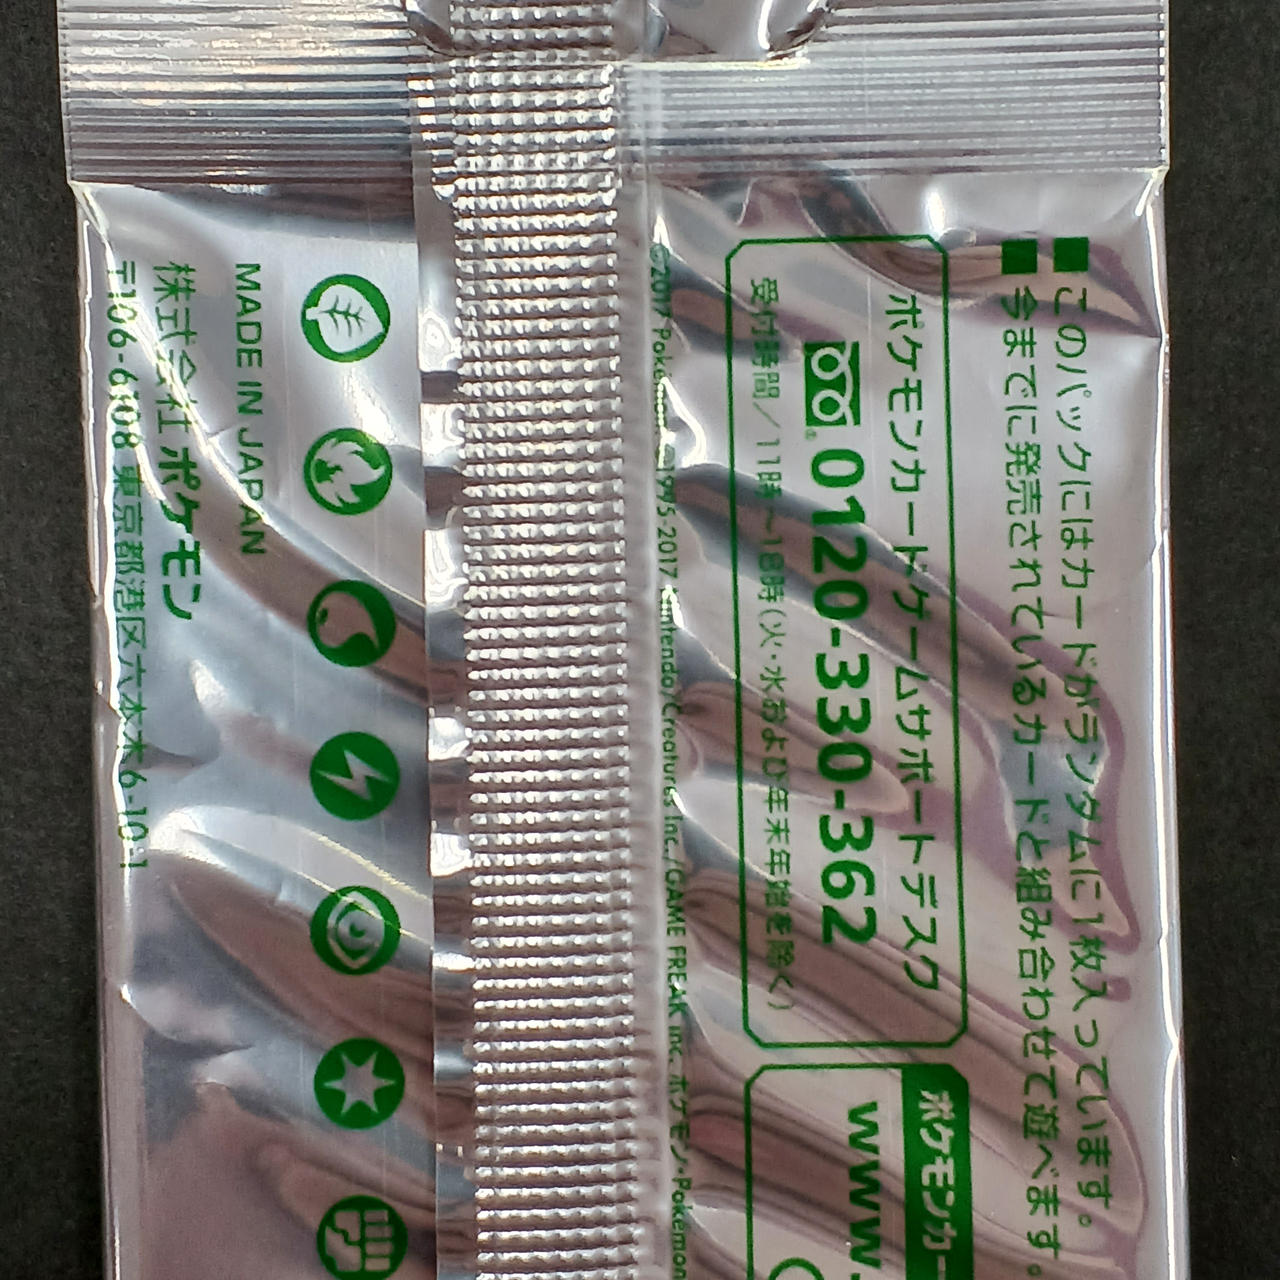 ■このパックにはカードがランダムに1枚入っています。
■今までに発売されているカードと組み合わせて遊べます。
ポケモンカードゲームサポートデスク
0120-330-362
受付時間/11時~18時(火・水および年末年始を除く)
ポケモンカー
www.
©2017 Pokémon. ©1995-2017 Nintendo/Creatures Inc./GAME FREAK inc. ポケモン・Pokémon
MADE IN JAPAN
株式会社ポケモン
〒106-6108 東京都港区六本木6-10-1